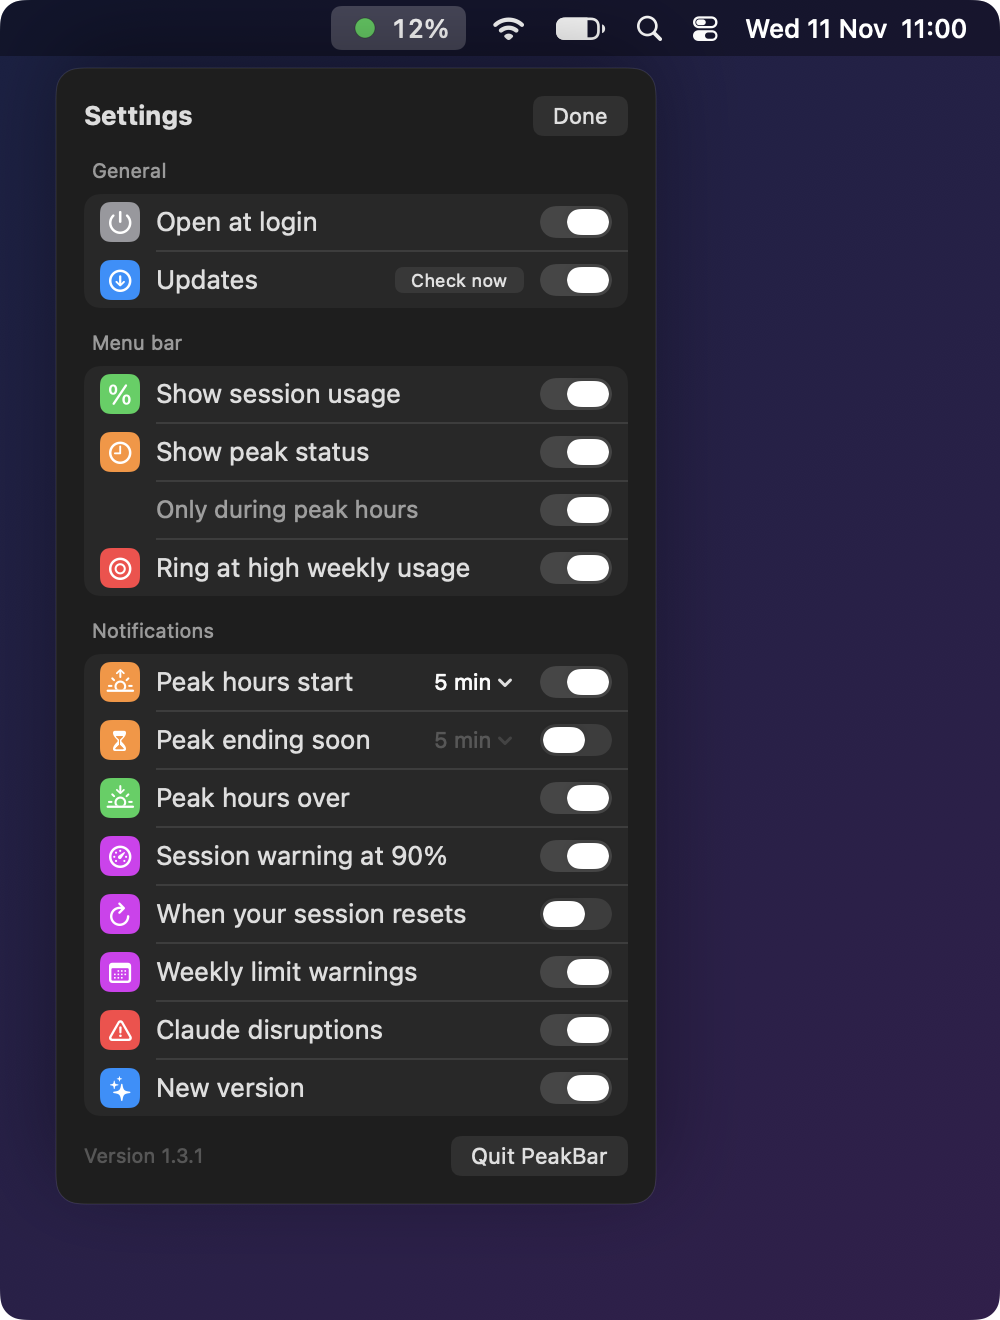 12%
Wed 11 Nov 11:00
Settings
Done
General
Open at login
Updates
Check now
Menu bar
%
Show session usage
Show peak status
Only during peak hours
Ring at high weekly usage
Notifications
Peak hours start
5 min
Peak ending soon
5 min
Peak hours over
Session warning at 90%
When your session resets
Weekly limit warnings
Claude disruptions
New version
Version 1.3.1
Quit PeakBar